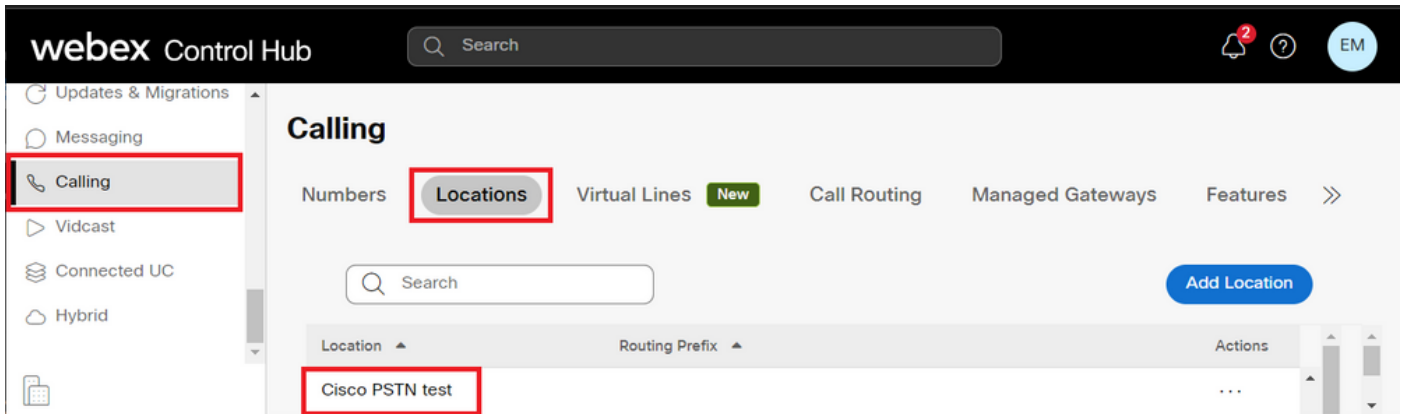 webex Control Hub
Search
2
EM
Updates & Migrations
Messaging
Calling
Vidcast
Connected UC
Hybrid
Calling
Numbers Locations Virtual Lines New Call Routing Managed Gateways Features
Search
Add Location
Location Routing Prefix Actions
Cisco PSTN test